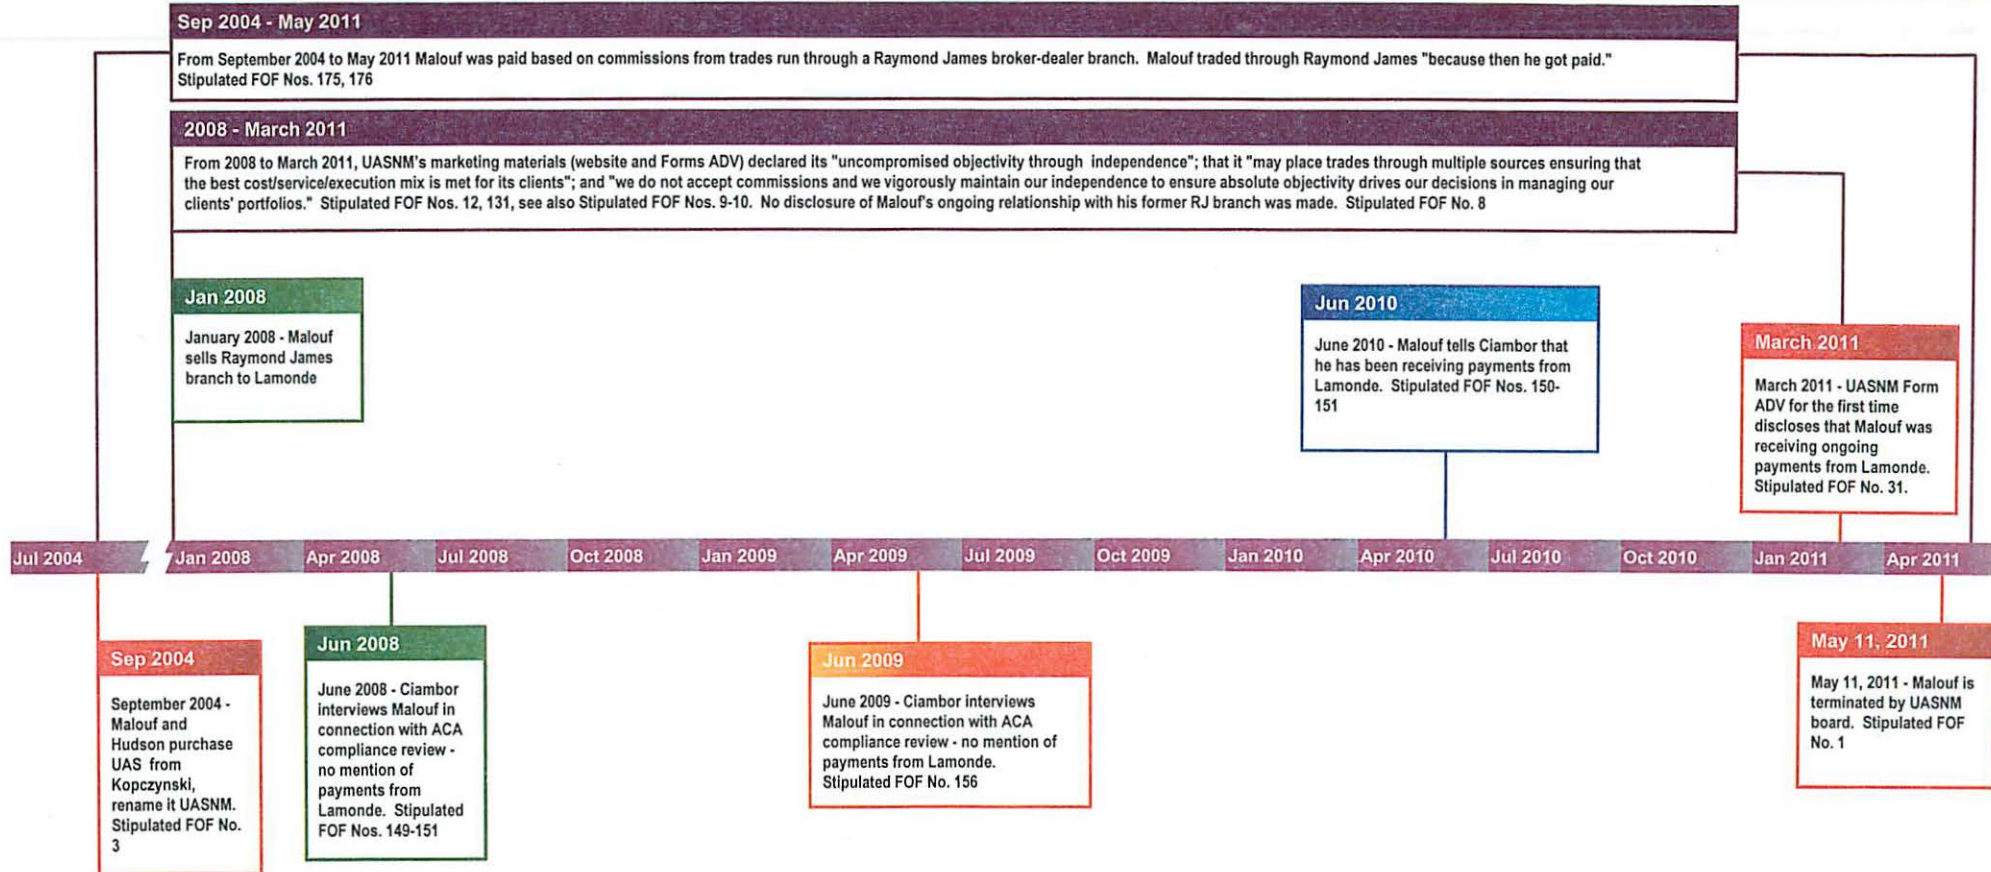 Sep 2004 - May 2011
From September 2004 to May 2011 Malouf was paid based on commissions from trades run through a Raymond James broker-dealer branch. Malouf traded through Raymond James "because then he got paid."
Stipulated FOF Nos. 175, 176
2008 - March 2011
From 2008 to March 2011, UASNM's marketing materials (website and Forms ADV) declared its "uncompromised objectivity through independence"; that it "may place trades through multiple sources ensuring that
the best cost/service/execution mix is met for its clients"; and "we do not accept commissions and we vigorously maintain our independence to ensure absolute objectivity drives our decisions in managing our
clients' portfolios." Stipulated FOF Nos. 12, 131, see also Stipulated FOF Nos. 9-10. No disclosure of Malouf's ongoing relationship with his former RJ branch was made. Stipulated FOF No. 8
Jan 2008
January 2008 - Malouf
sells Raymond James
branch to Lamonde
Jun 2010
June 2010 - Malouf tells Ciambor that
he has been receiving payments from
Lamonde. Stipulated FOF Nos. 150-
151
March 2011
March 2011 - UASNM Form
ADV for the first time
discloses that Malouf was
receiving ongoing
payments from Lamonde.
Stipulated FOF No. 31.
Jul 2004 Jan 2008 Apr 2008 Jul 2008 Oct 2008 Jan 2009 Apr 2009 Jul 2009 Oct 2009 Jan 2010 Apr 2010 Jul 2010 Oct 2010 Jan 2011 Apr 2011
Sep 2004
September 2004 -
Malouf and
Hudson purchase
UAS from
Kopczynski,
rename it UASNM.
Stipulated FOF No.
3
Jun 2008
June 2008 - Ciambor
interviews Malouf in
connection with ACA
compliance review -
no mention of
payments from
Lamonde. Stipulated
FOF Nos. 149-151
Jun 2009
June 2009 - Ciambor interviews
Malouf in connection with ACA
compliance review - no mention of
payments from Lamonde.
Stipulated FOF No. 156
May 11, 2011
May 11, 2011 - Malouf is
terminated by UASNM
board. Stipulated FOF
No. 1